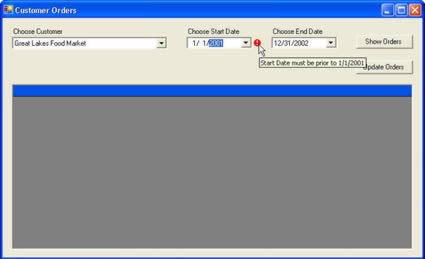 Customer Orders
Choose Customer Choose Start Date Choose End Date
Great Lakes Food Market 1/ 1/2001 12/31/2002 Show Orders
Start Date must be prior to 1/1/2001
Update Orders